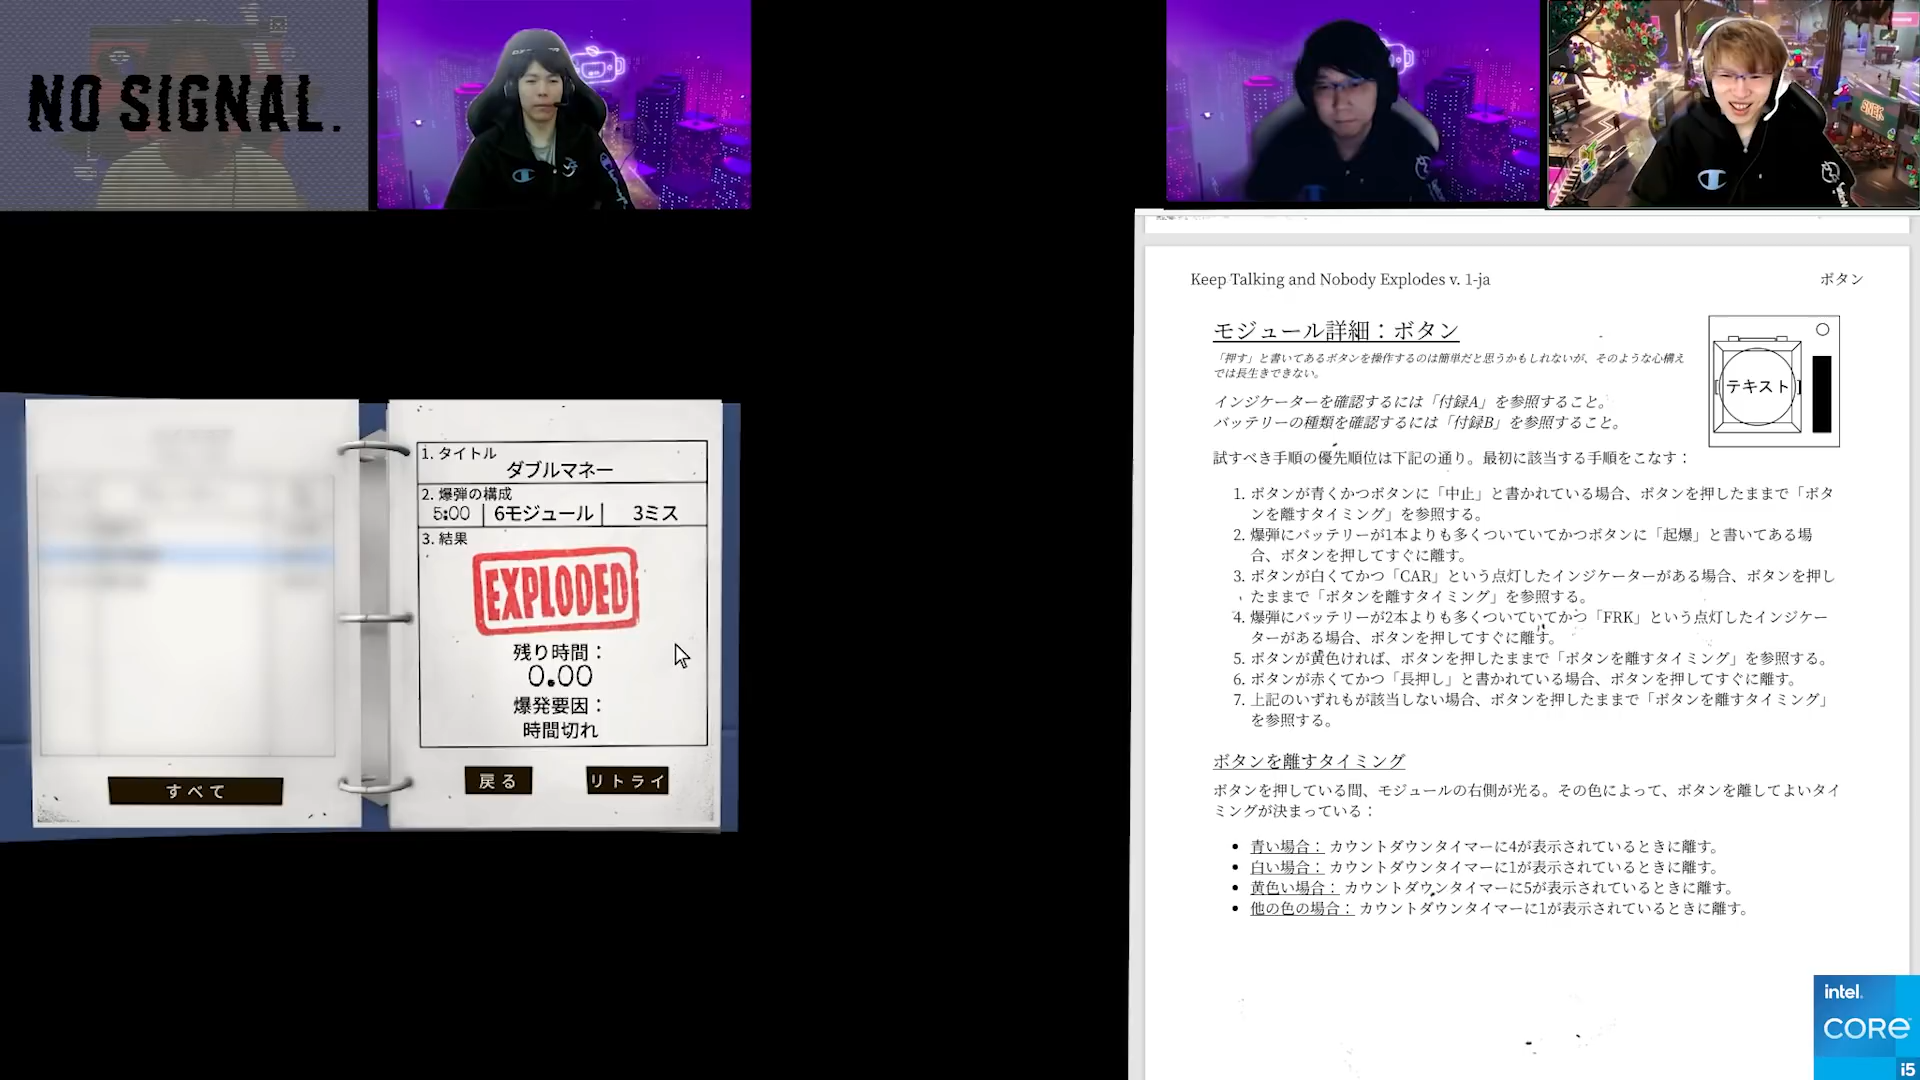 NO SIGNAL.
1. タイトル
ダブルマネー
2. 爆弾の構成
5:00 6モジュール 3ミス
3. 結果
EXPLODED
残り時間：
0.00
爆発要因：
時間切れ
すべて
戻る
リトライ
Keep Talking and Nobody Explodes v. 1-ja
ボタン
モジュール詳細：ボタン
「押す」と書いてあるボタンを操作するのは簡単だと思うかもしれないが、そのような心構え
では長生きできない。
テキスト
インジケーターを確認するには「付録A」を参照すること。
バッテリーの種類を確認するには「付録B」を参照すること。
試すべき手順の優先順位は下記の通り。最初に該当する手順をこなす：
1. ボタンが青くかつボタンに「中止」と書かれている場合、ボタンを押したままで「ボタ
ンを離すタイミング」を参照する。
2. 爆弾にバッテリーが1本よりも多くついていてかつボタンに「起爆」と書いてある場
合、ボタンを押してすぐに離す。
3. ボタンが白くてかつ「CAR」という点灯したインジケーターがある場合、ボタンを押し
たままで「ボタンを離すタイミング」を参照する。
4. 爆弾にバッテリーが2本よりも多くついていてかつ「FRK」という点灯したインジケー
ターがある場合、ボタンを押してすぐに離す。
5. ボタンが黄色ければ、ボタンを押したままで「ボタンを離すタイミング」を参照する。
6. ボタンが赤くてかつ「長押し」と書かれている場合、ボタンを押してすぐに離す。
7. 上記のいずれもが該当しない場合、ボタンを押したままで「ボタンを離すタイミング」
を参照する。
ボタンを離すタイミング
ボタンを押している間、モジュールの右側が光る。その色によって、ボタンを離してよいタイ
ミングが決まっている：
• 青い場合： カウントダウンタイマーに4が表示されているときに離す。
• 白い場合： カウントダウンタイマーに1が表示されているときに離す。
• 黄色い場合： カウントダウンタイマーに5が表示されているときに離す。
• 他の色の場合： カウントダウンタイマーに1が表示されているときに離す。
intel.
CORE
i5